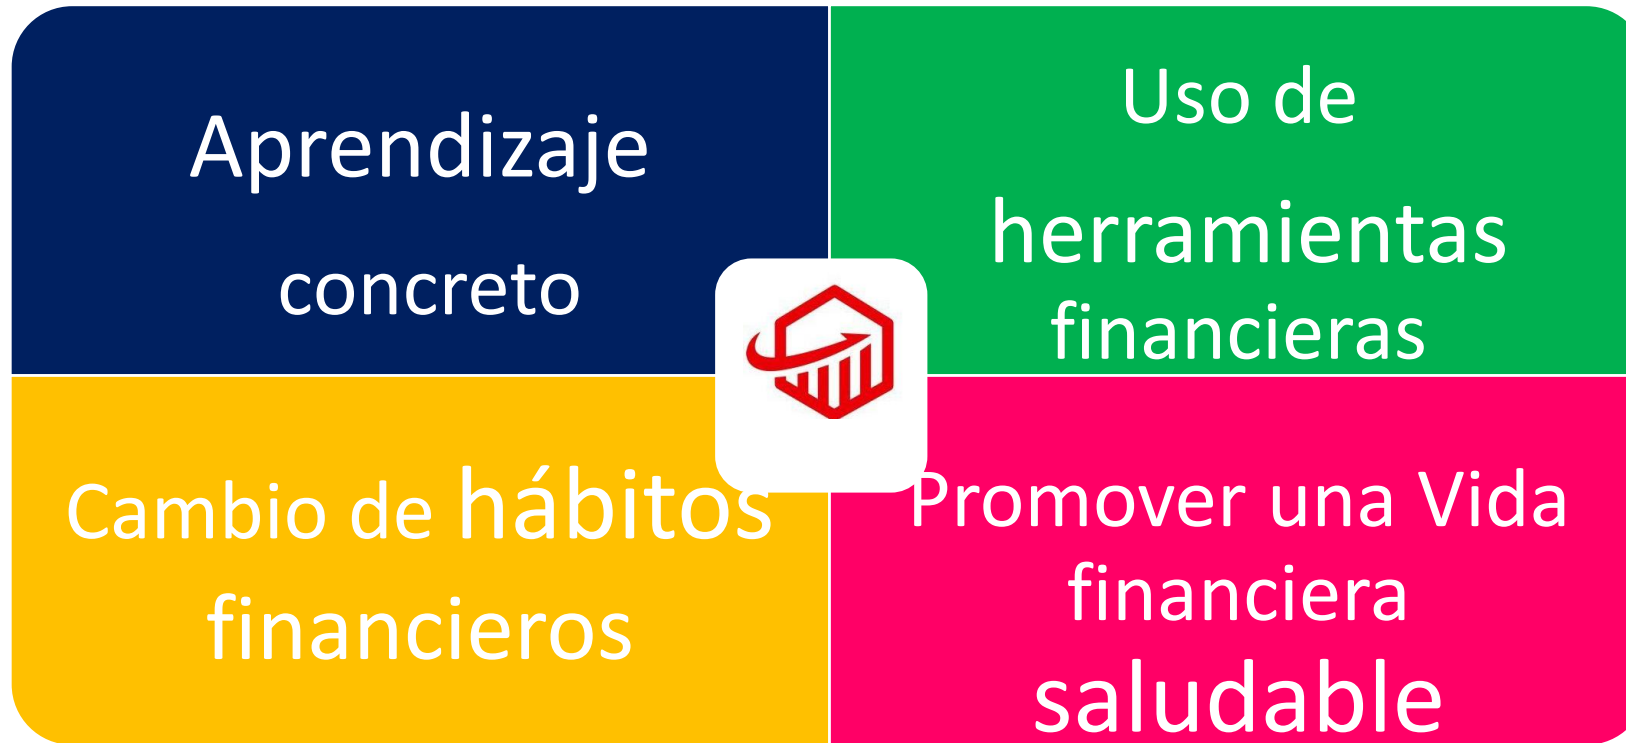 Aprendizaje
concreto
Uso de
herramientas
financieras
Cambio de hábitos
financieros
Promover una Vida
financiera
saludable